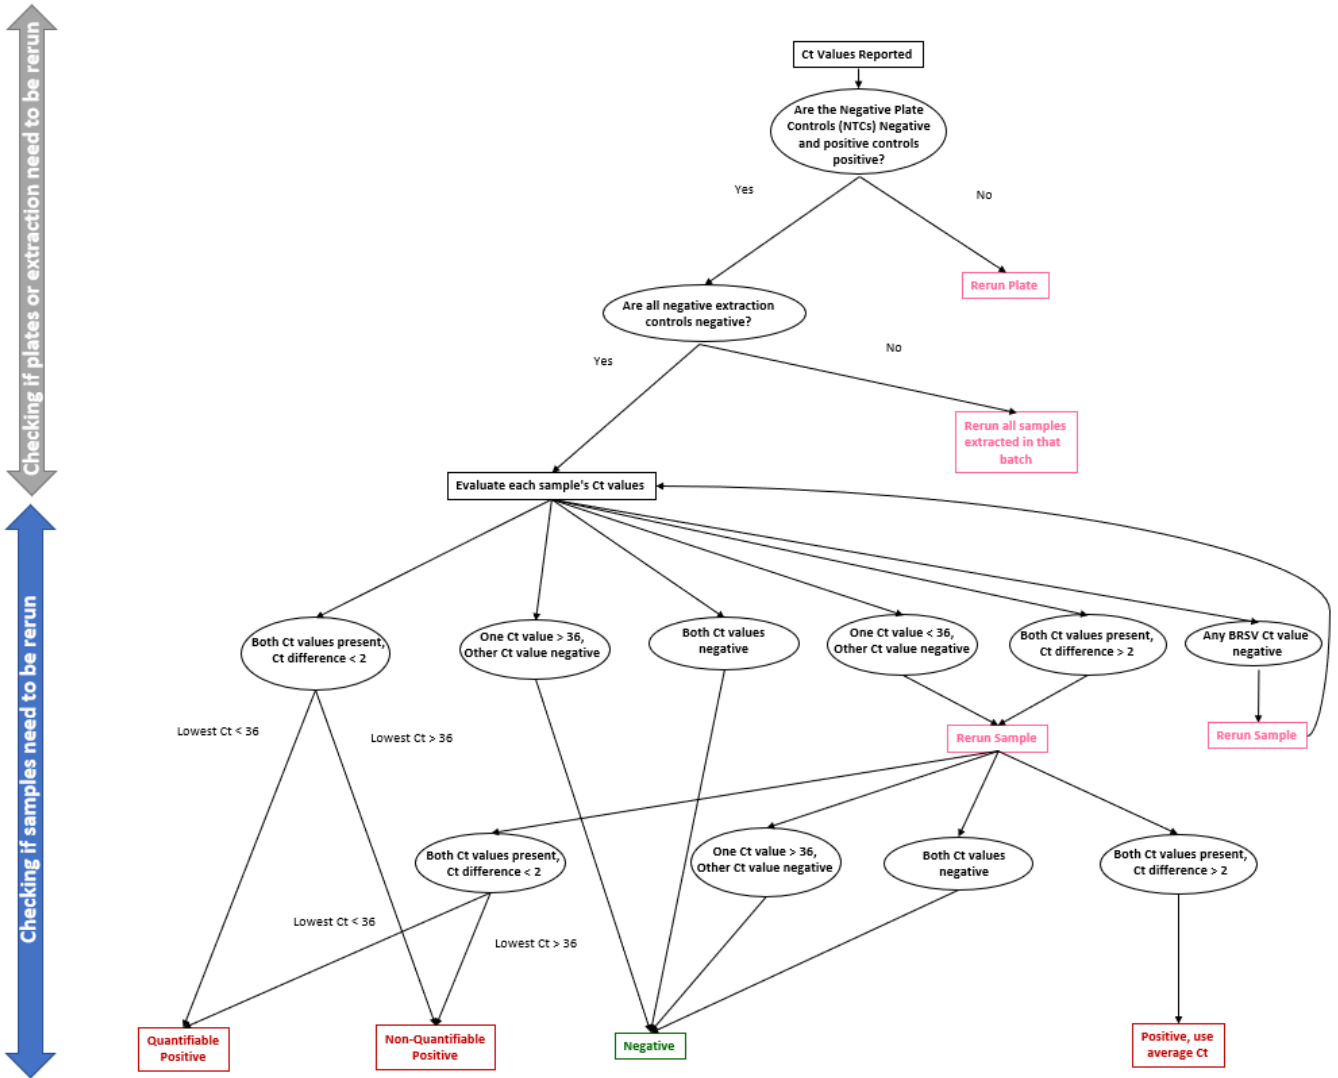 Checking if plates or extraction need to be rerun
Ct Values Reported
Are the Negative Plate
Controls (NTCs) Negative
and positive controls
positive?
Yes
No
Rerun Plate
Are all negative extraction
controls negative?
Yes
No
Rerun all samples
extracted in that
batch
Evaluate each sample's Ct values
Checking if samples need to be rerun
Both Ct values present,
Ct difference < 2
One Ct value > 36,
Other Ct value negative
Both Ct values
negative
One Ct value < 36,
Other Ct value negative
Both Ct values present,
Ct difference > 2
Any BRSV Ct value
negative
Lowest Ct < 36
Lowest Ct > 36
Rerun Sample
Rerun Sample
Both Ct values present,
Ct difference < 2
One Ct value > 36,
Other Ct value negative
Both Ct values
negative
Both Ct values present,
Ct difference > 2
Lowest Ct < 36
Lowest Ct > 36
Quantifiable
Positive
Non-Quantifiable
Positive
Negative
Positive, use
average Ct